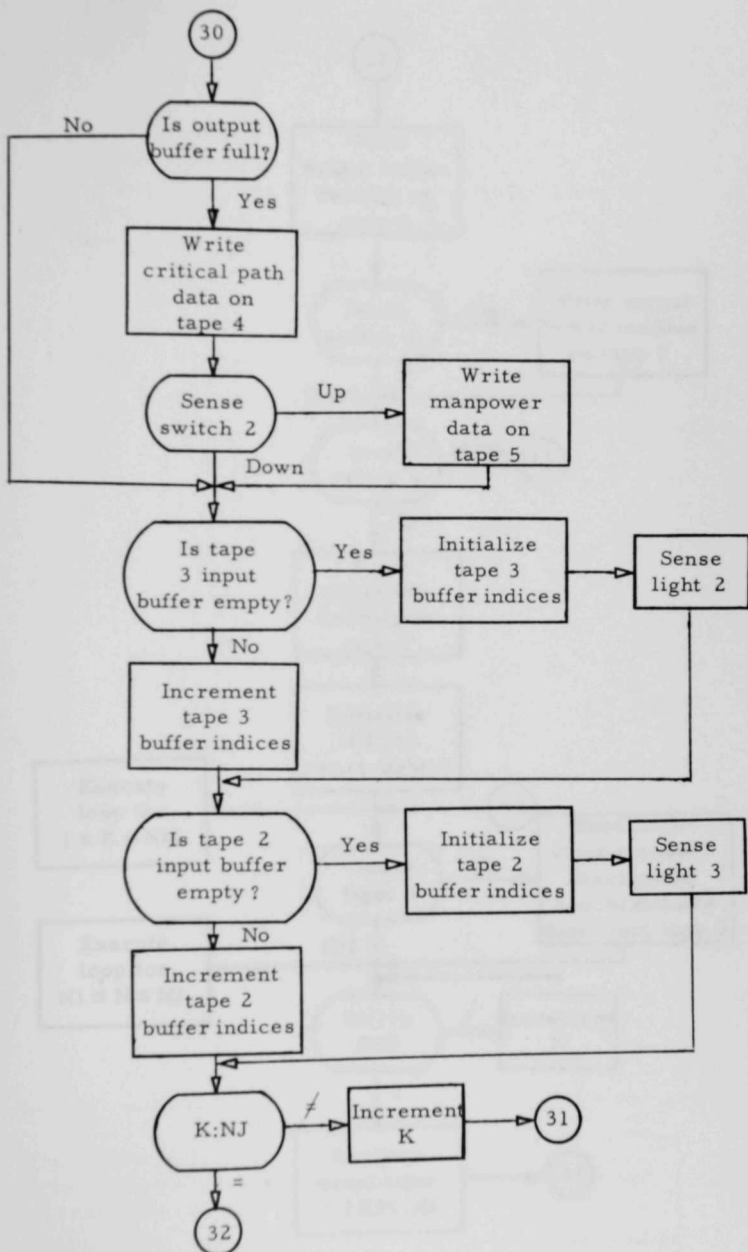 30
No
Is output
buffer full?
Yes
Write
critical path
data on
tape 4
Sense
switch 2
Up
Write
manpower
data on
tape 5
Down
Is tape
3 input
buffer empty?
Yes
Initialize
tape 3
buffer indices
Sense
light 2
No
Increment
tape 3
buffer indices
Is tape 2
input buffer
empty?
Yes
Initialize tape 2
buffer indices
Sense
light 3
No
Increment
tape 2
buffer indices
K:NJ
≠
Increment
K
31
=
32